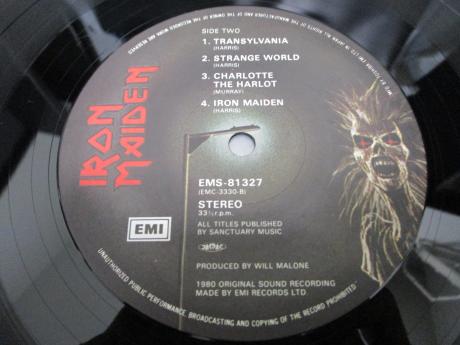 IRON
MAIDEN
SIDE TWO
1. TRANSYLVANIA
(HARRIS)
2. STRANGE WORLD
(HARRIS)
3. CHARLOTTE
THE HARLOT
(MURRAY)
4. IRON MAIDEN
(HARRIS)
EMS-81327
(EMC-3330-B)
STEREO
33⅓ r.p.m.
ALL TITLES PUBLISHED
BY SANCTUARY MUSIC
EMI
PRODUCED BY WILL MALONE
1980 ORIGINAL SOUND RECORDING
MADE BY EMI RECORDS LTD
UNAUTHORIZED PUBLIC PERFORMANCE, BROADCASTING AND COPYING OF THE RECORD PROHIBITED